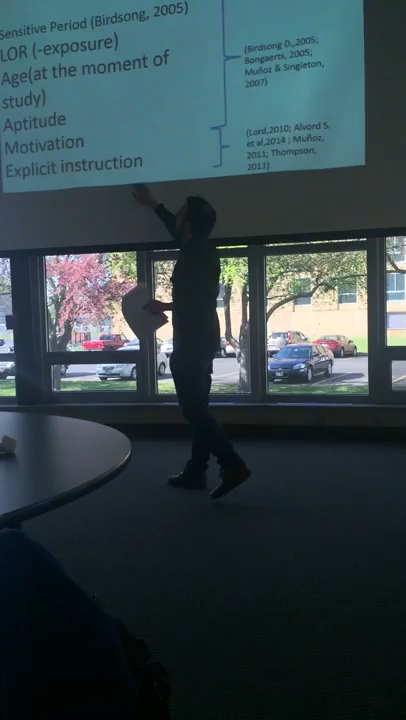 Sensitive Period (Birdsong, 2005)
LOR (-exposure)
Age(at the moment of
study)
Aptitude
Motivation
Explicit instruction
(Birdsong D.,2005;
Bongaerts, 2005;
Muñoz & Singleton,
2007)
(Lord,2010; Alvord S.
et al,2014 ; Muñoz,
2011; Thompson,
2011)